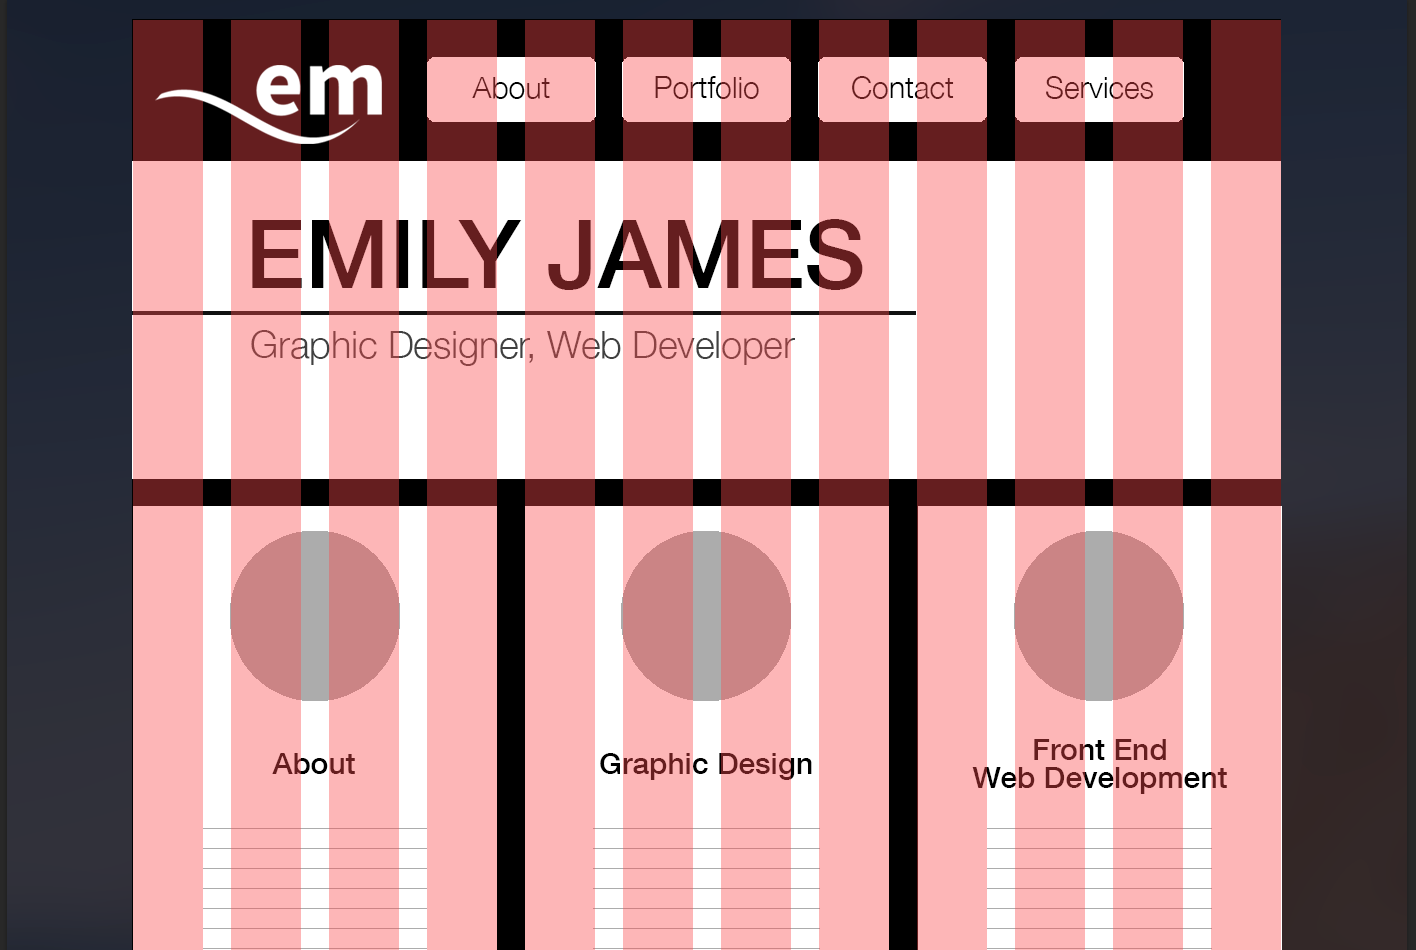 em
About
Portfolio
Contact
Services
EMILY JAMES
Graphic Designer, Web Developer
About
Graphic Design
Front End
Web Development